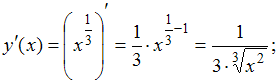 y′(x) = (x^{1/3})′ = 1/3 · x^{1/3 − 1} = 1/(3 · ∛(x²));